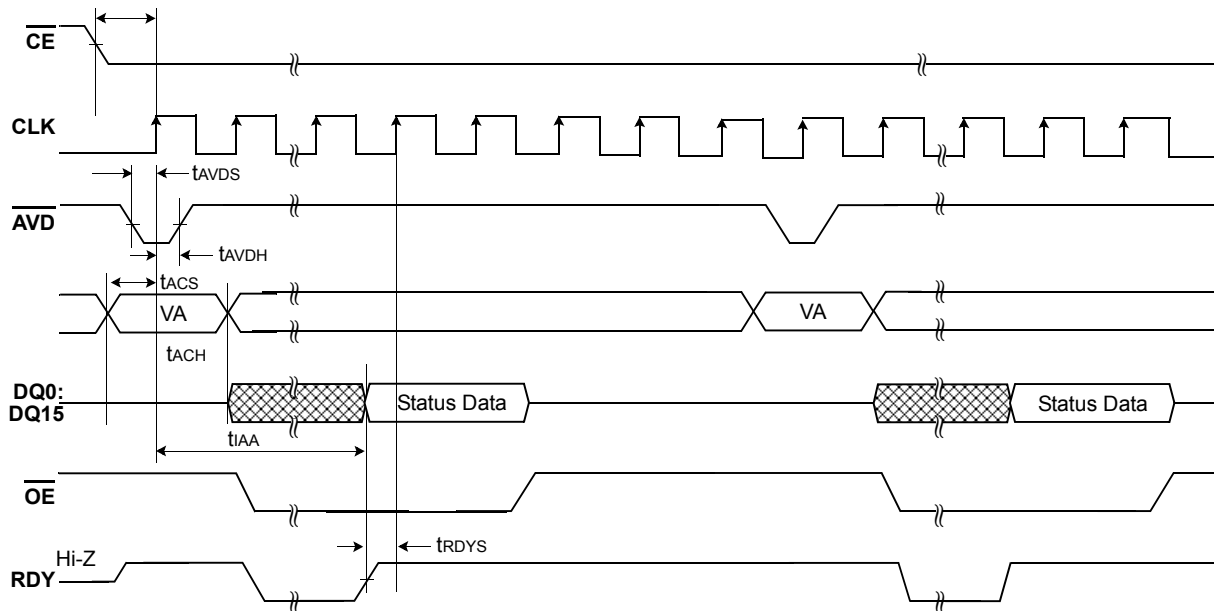 CE
CLK
tAVDS
AVD
tAVDH
tACS
VA
VA
tACH
DQ0:
DQ15
Status Data
Status Data
tIAA
OE
tRDYS
Hi-Z
RDY